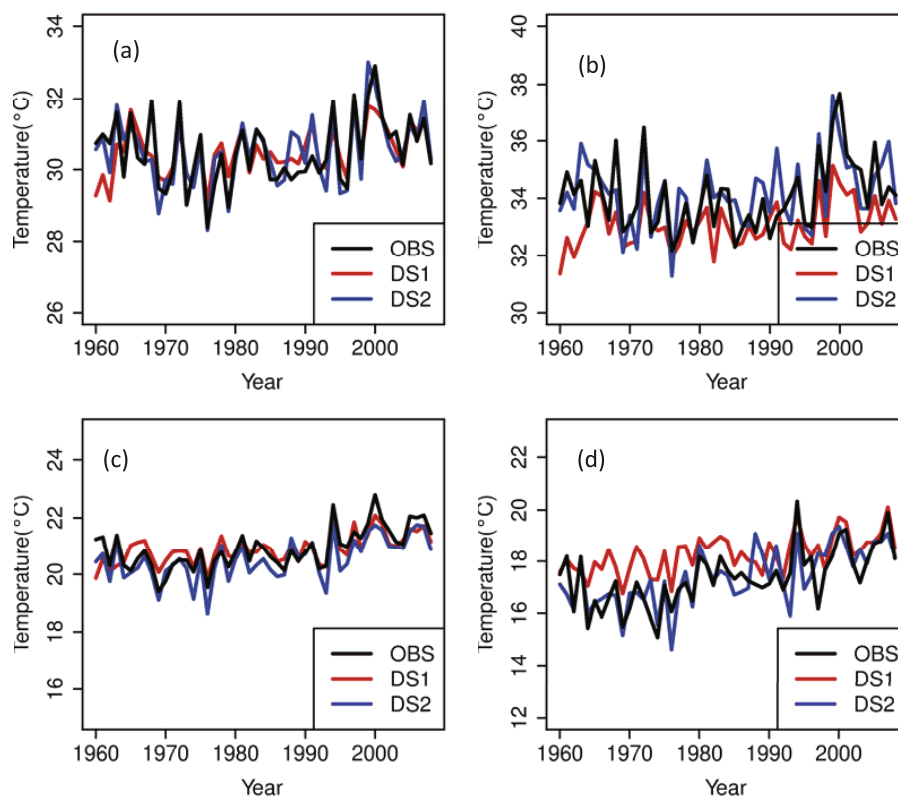 (a)
Temperature(°C)
34
32
30
28
26
1960 1970 1980 1990 2000
Year
OBS
DS1
DS2
(b)
Temperature(°C)
40
38
36
34
32
30
1960 1970 1980 1990 2000
Year
OBS
DS1
DS2
(c)
Temperature(°C)
24
22
20
18
16
1960 1970 1980 1990 2000
Year
OBS
DS1
DS2
(d)
Temperature(°C)
22
20
18
16
14
12
1960 1970 1980 1990 2000
Year
OBS
DS1
DS2